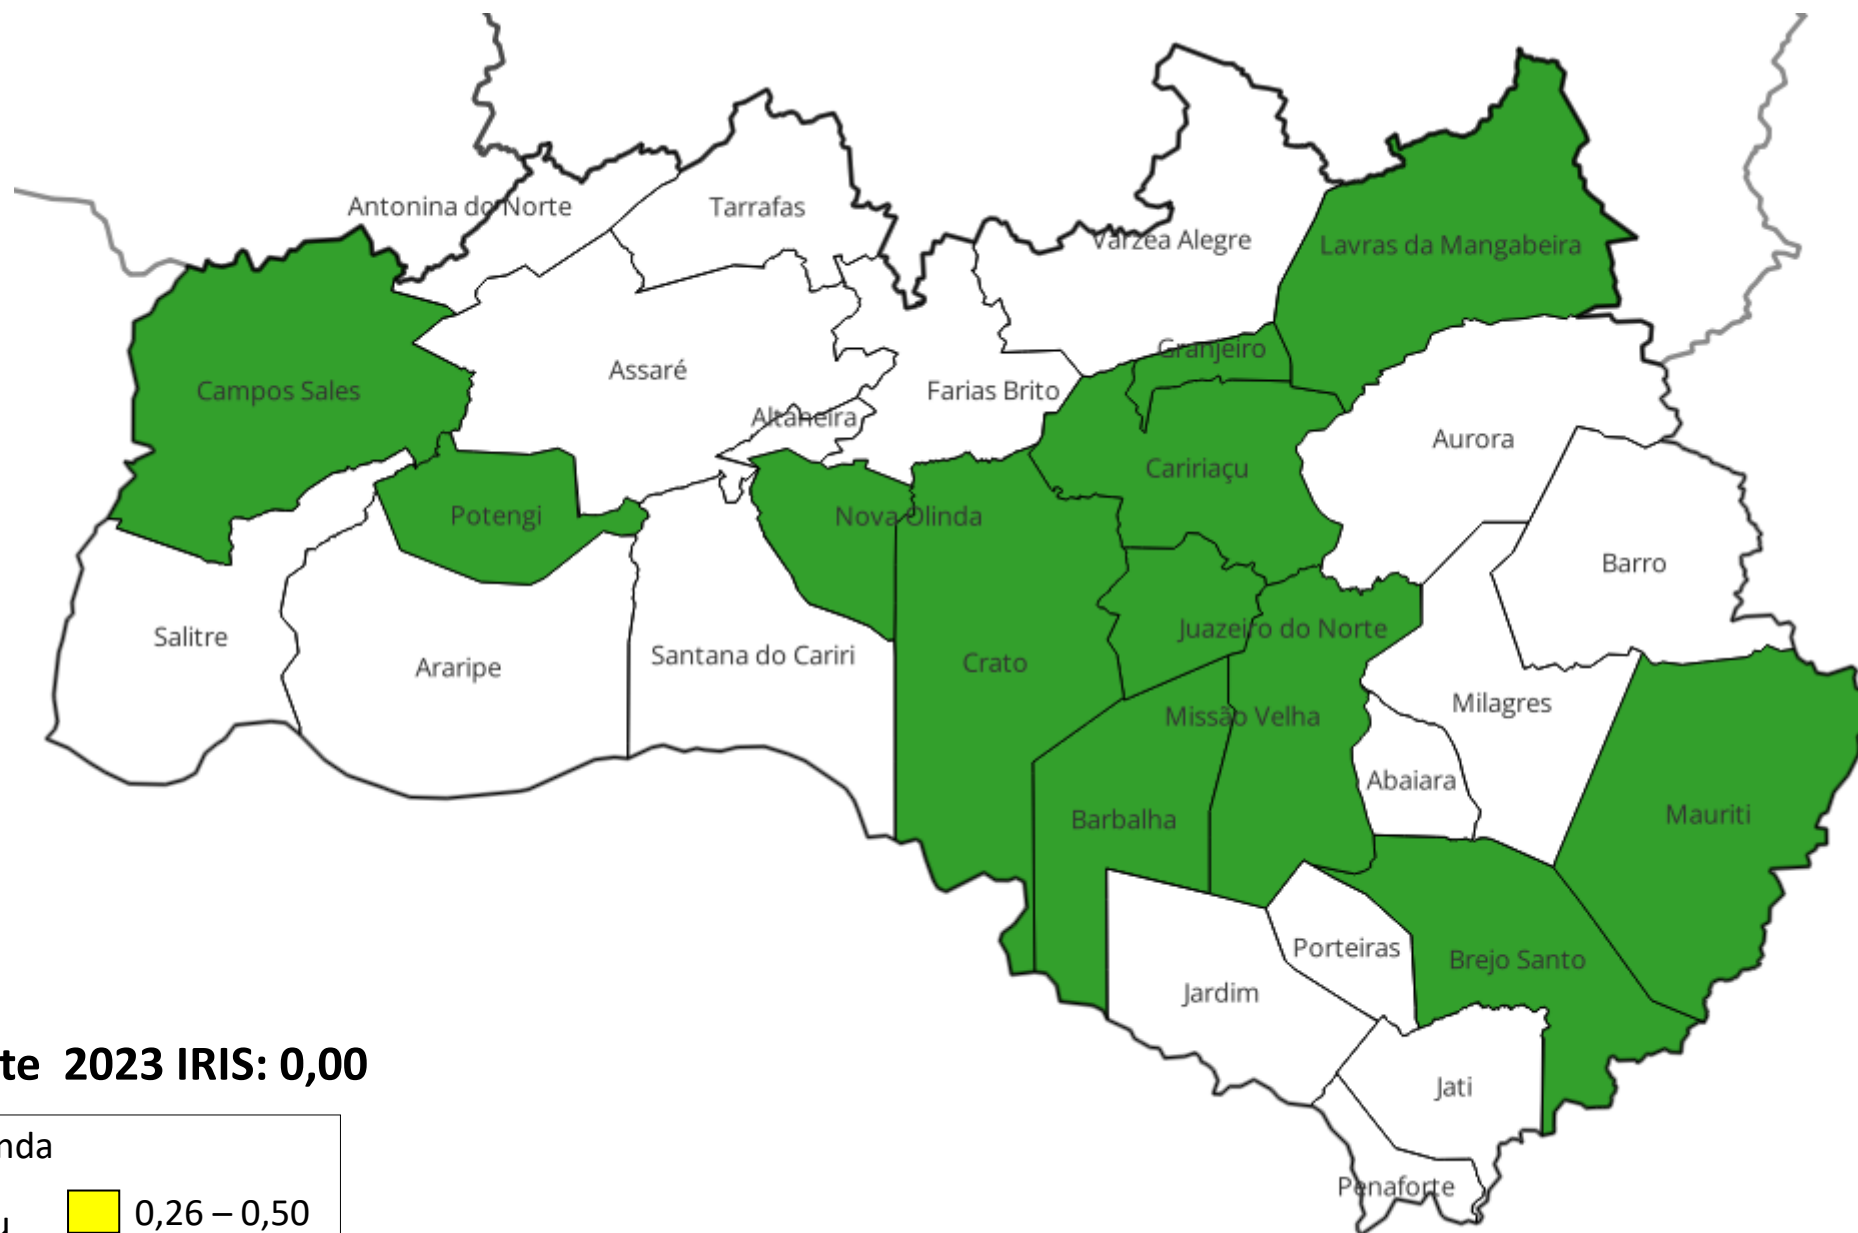 Antonina do Norte
Tarrafas
Várzea Alegre
Lavras da Mangabeira
Granjeiro
Assaré
Campos Sales
Farias Brito
Altaneira
Aurora
Caririaçu
Potengi
Nova Olinda
Barro
Juazeiro do Norte
Salitre
Santana do Cariri
Crato
Araripe
Milagres
Missão Velha
Abaiara
Mauriti
Barbalha
Porteiras
Brejo Santo
Jardim
te 2023 IRIS: 0,00
Jati
nda
Penaforte
0,26 – 0,50